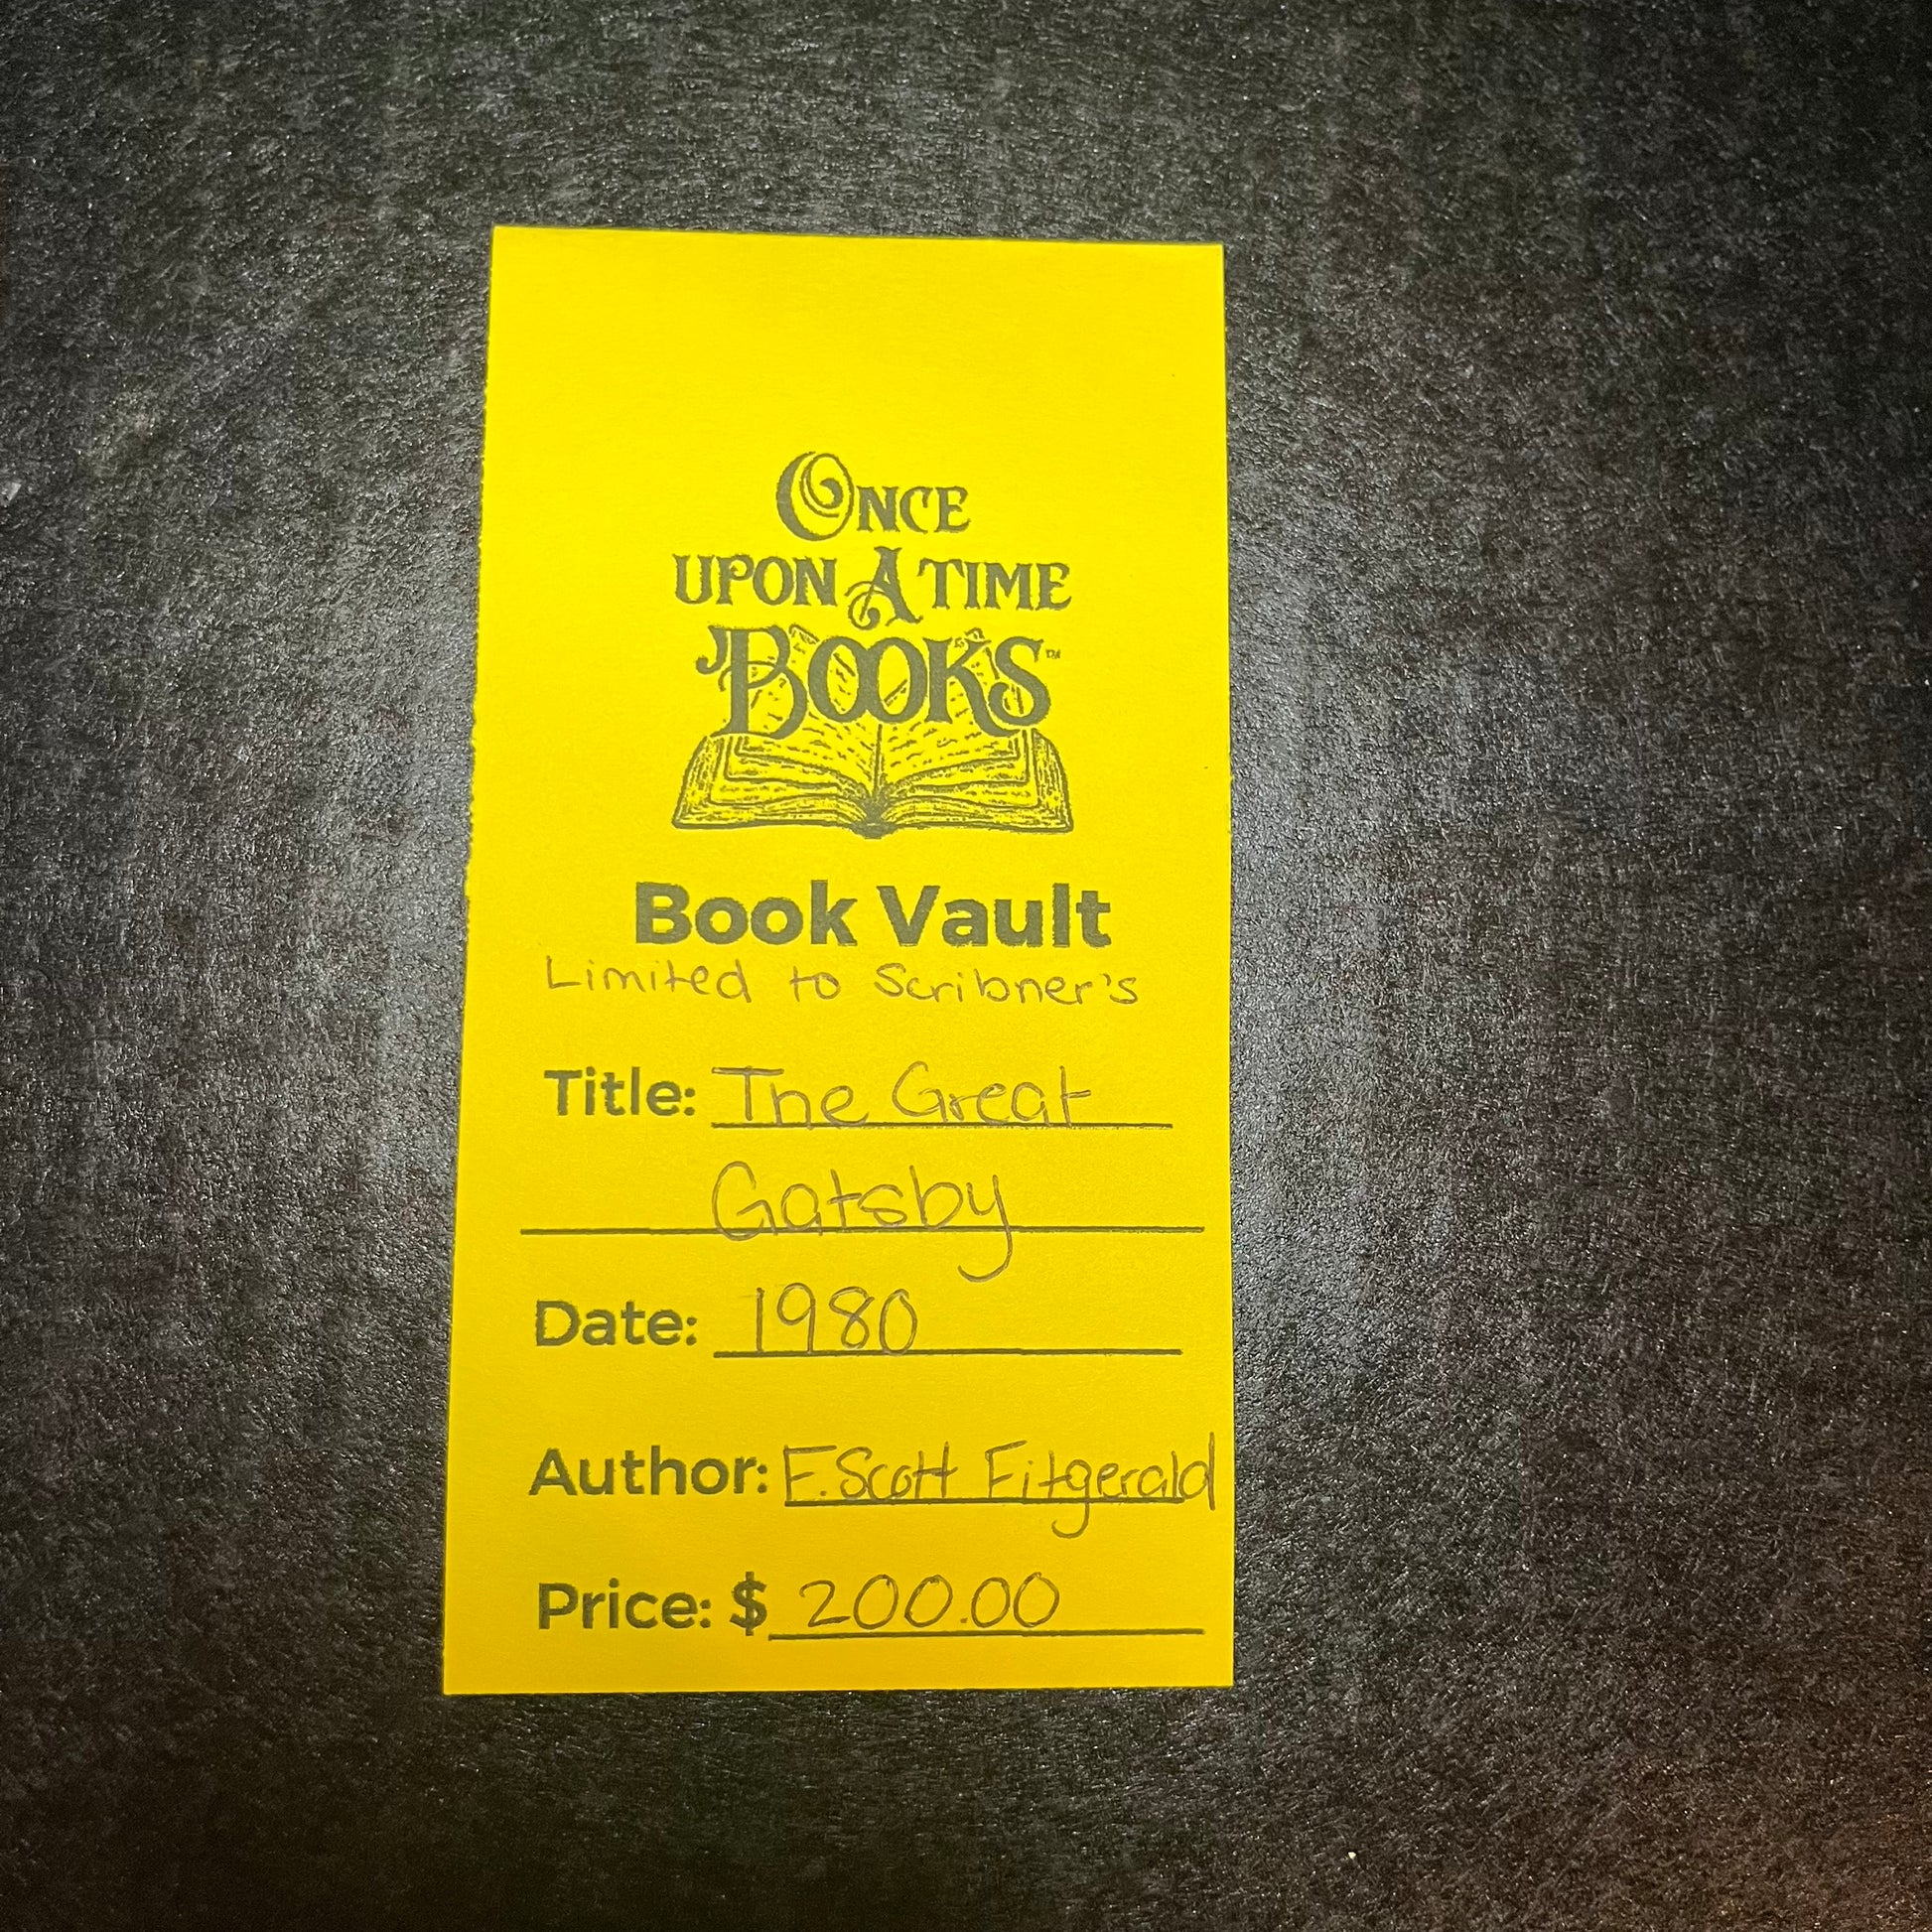 ONCE
UPON A TIME
BOOKS™
Book Vault
Limited to Scribner's
Title: The Great
Gatsby
Date: 1980
Author: F. Scott Fitgerald
Price: $ 200.00